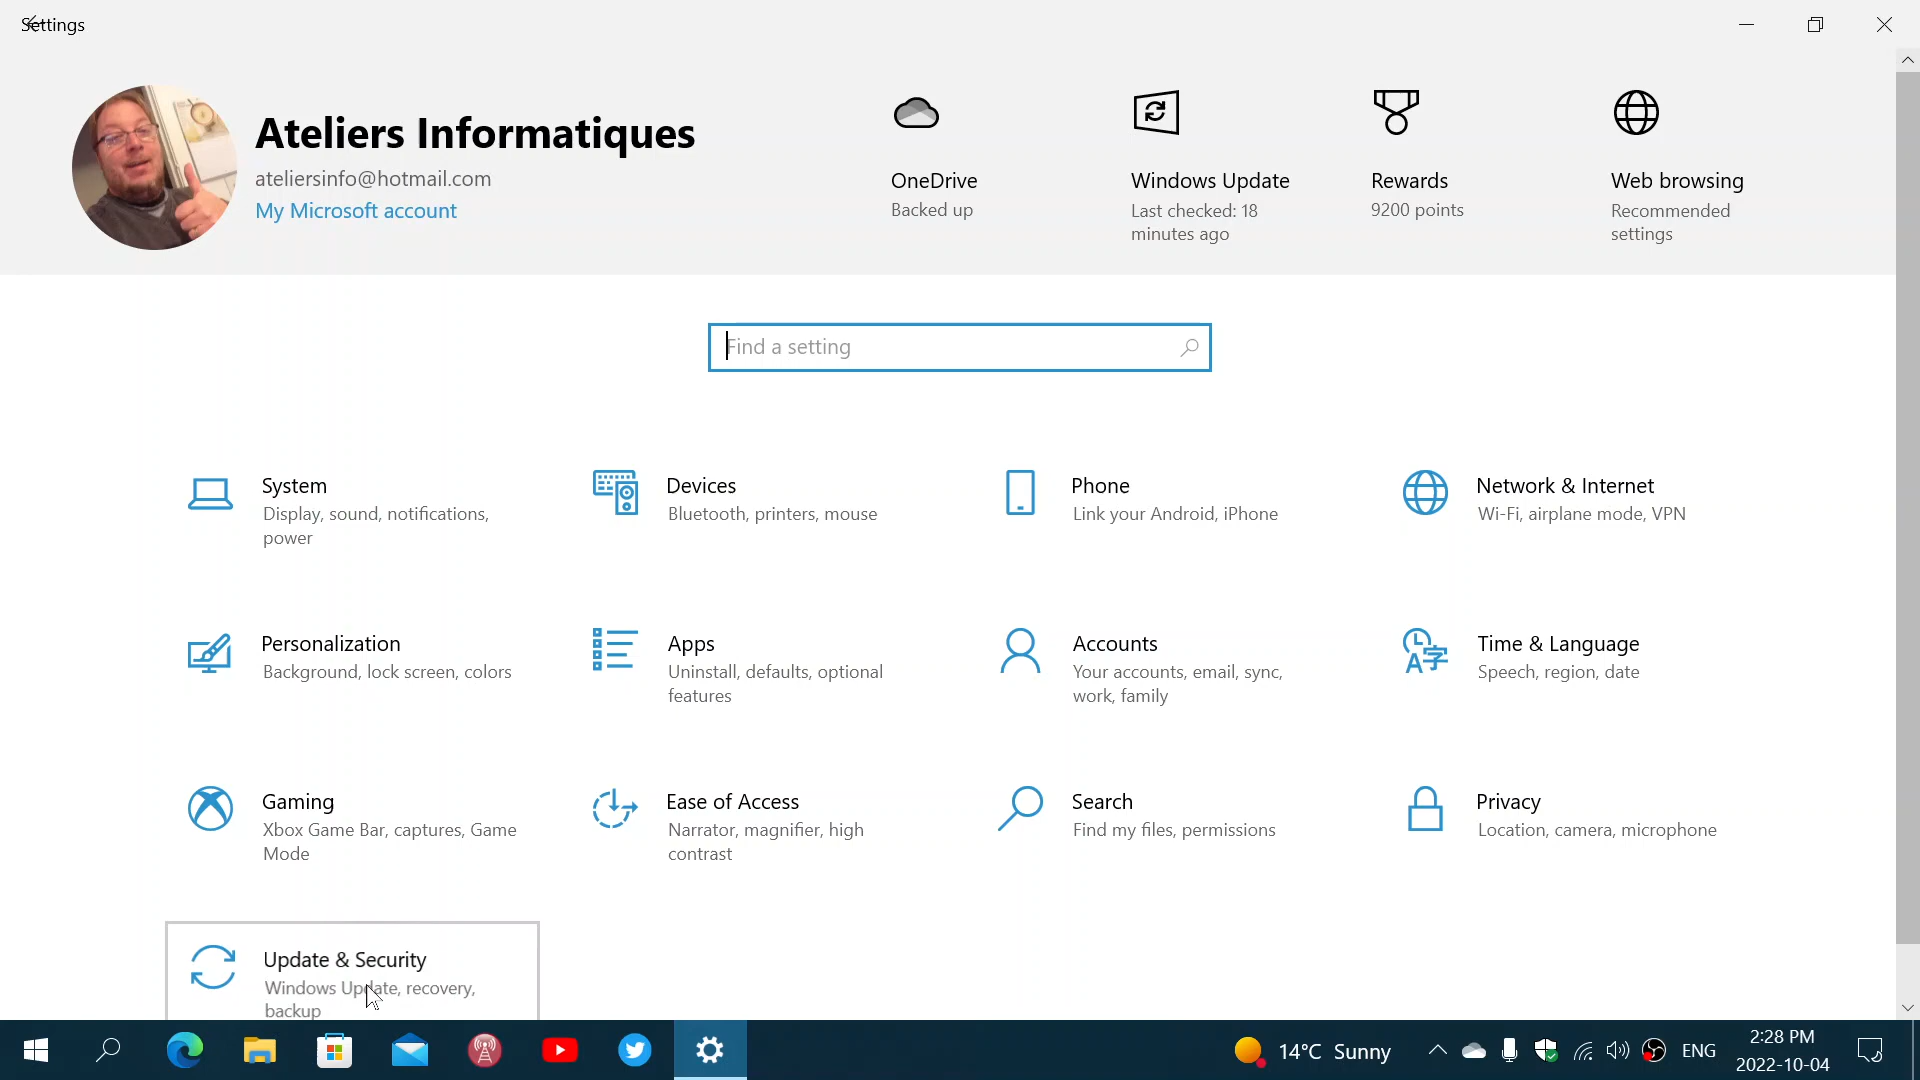 Settings
Ateliers Informatiques
ateliersinfo@hotmail.com
My Microsoft account
OneDrive
Backed up
Windows Update
Last checked: 18
minutes ago
Rewards
9200 points
Web browsing
Recommended
settings
Find a setting
System
Display, sound, notifications,
power
Devices
Bluetooth, printers, mouse
Phone
Link your Android, iPhone
Network & Internet
Wi-Fi, airplane mode, VPN
Personalization
Background, lock screen, colors
Apps
Uninstall, defaults, optional
features
Accounts
Your accounts, email, sync,
work, family
Time & Language
Speech, region, date
Gaming
Xbox Game Bar, captures, Game
Mode
Ease of Access
Narrator, magnifier, high
contrast
Search
Find my files, permissions
Privacy
Location, camera, microphone
Update & Security
Windows Update, recovery,
backup
14°C Sunny
ENG
2:28 PM
2022-10-04